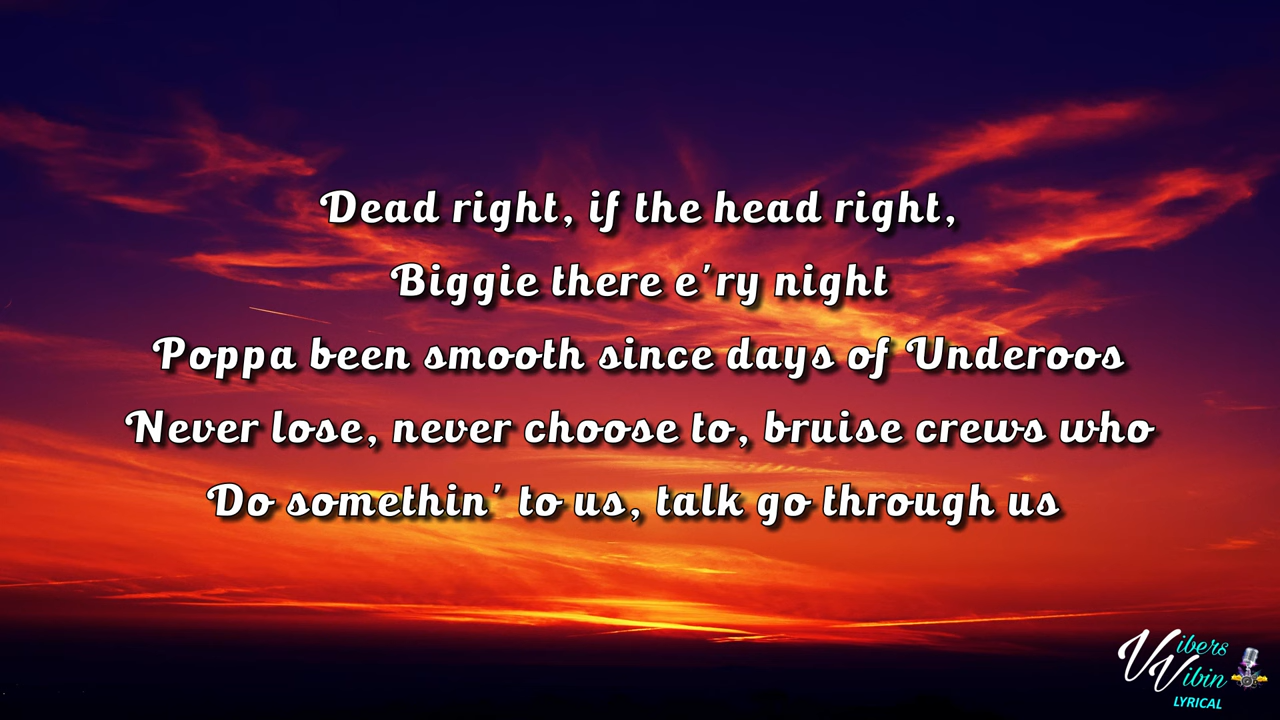 Dead right, if the head right,
Biggie there e'ry night
Poppa been smooth since days of Underoos
Never lose, never choose to, bruise crews who
Do somethin' to us, talk go through us
Vibers
Vibin
LYRICAL